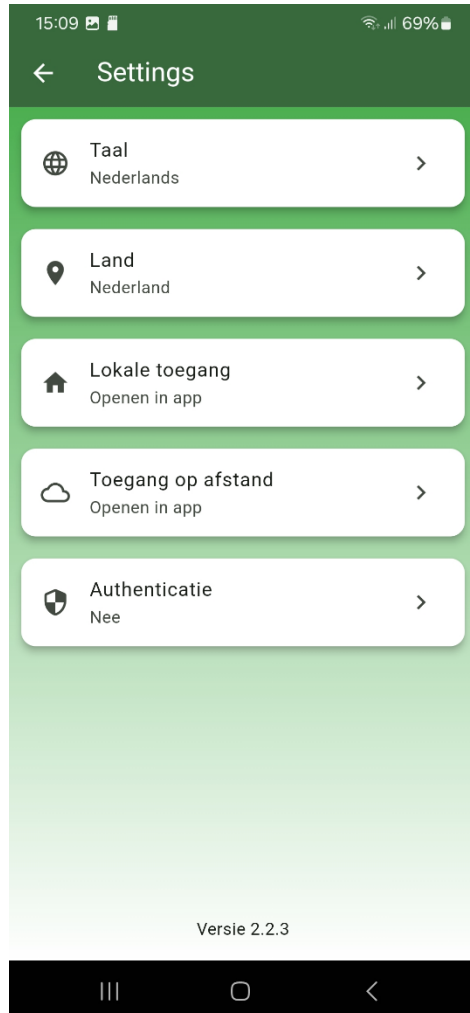 15:09
69%
Settings
Taal
Nederlands
Land
Nederland
Lokale toegang
Openen in app
Toegang op afstand
Openen in app
Authenticatie
Nee
Versie 2.2.3